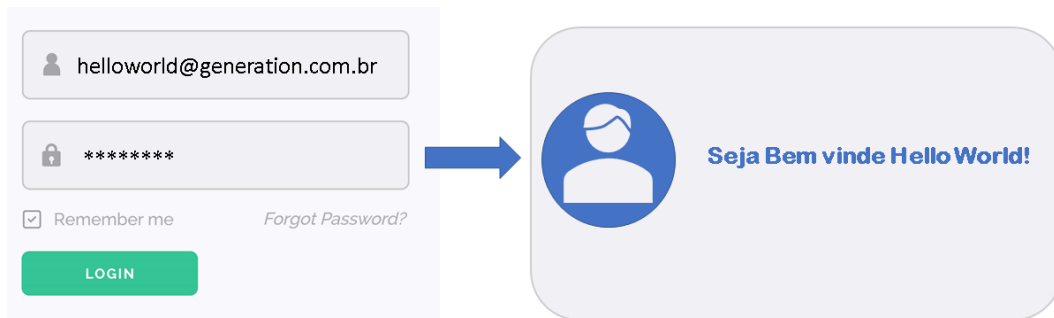 helloworld@generation.com.br
********
Remember me
Forgot Password?
LOGIN
Seja Bem vinde Hello World!